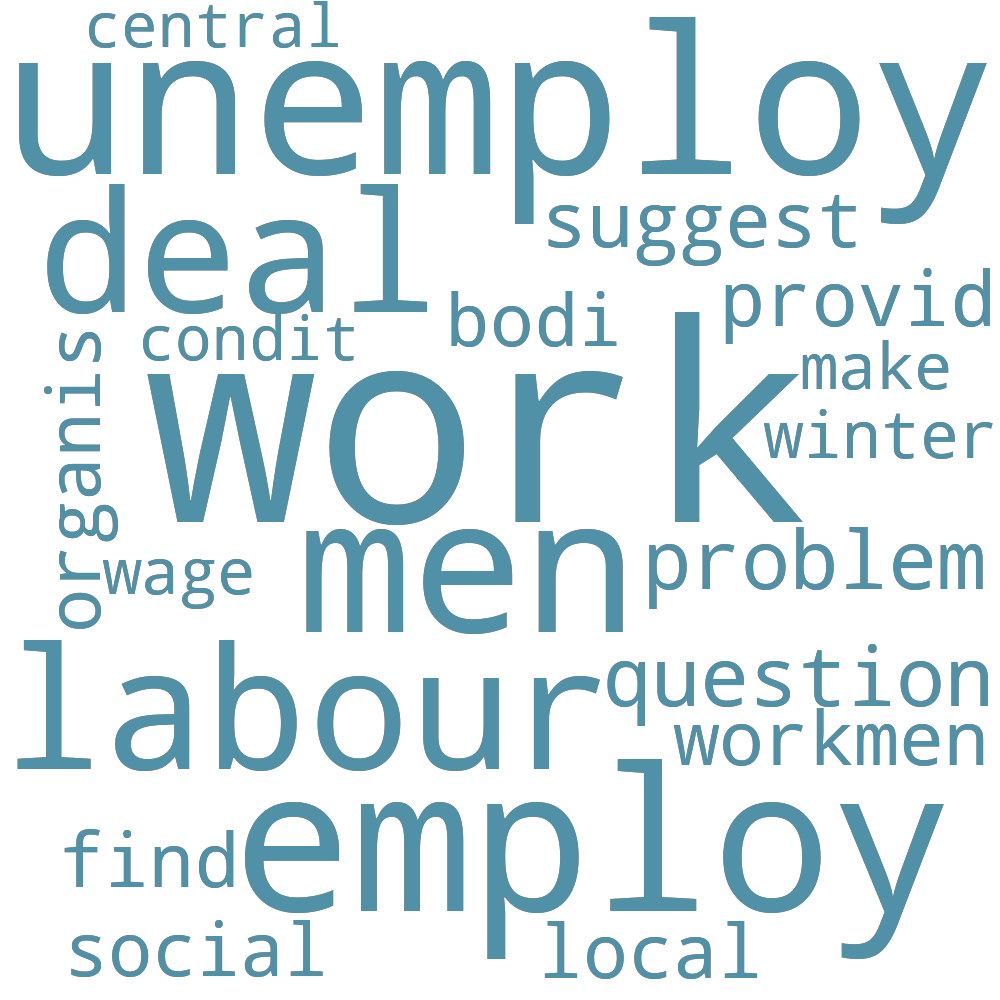 central
unemploy
deal
suggest
provid
condit
bodi
make
work
winter
organis
men
problem
wage
labour
question
workmen
employ
find
social
local